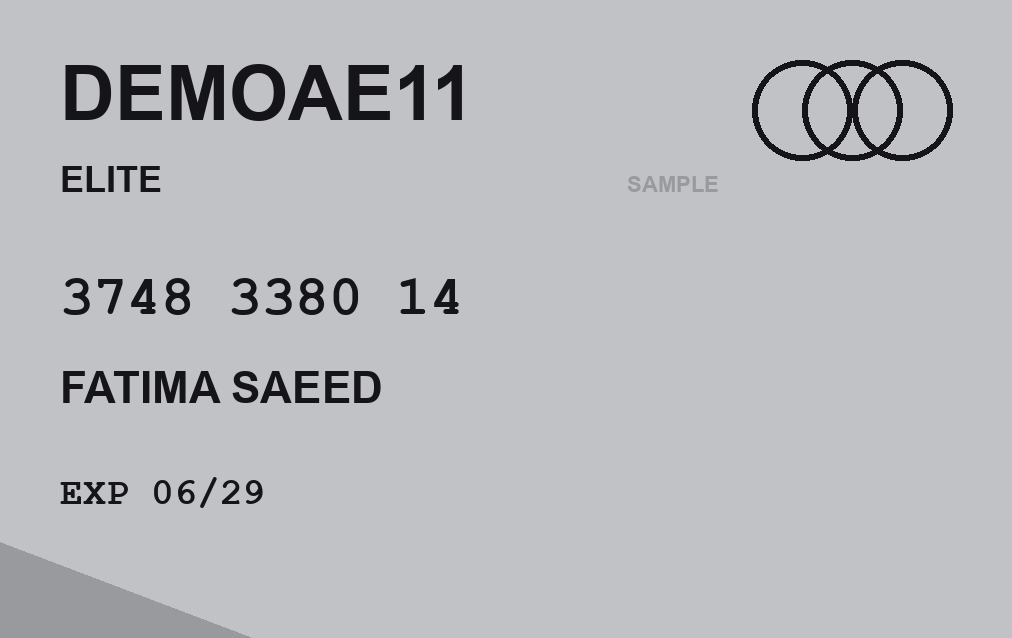 DEMOAE11
ELITE
SAMPLE
3748 3380 14
FATIMA SAEED
EXP 06/29